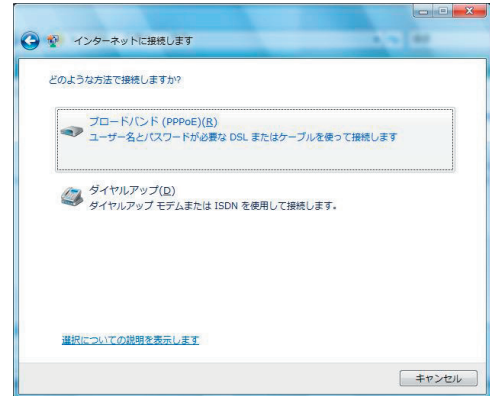 インターネットに接続します
どのような方法で接続しますか?
ブロードバンド (PPPoE)(R)
ユーザー名とパスワードが必要な DSL またはケーブルを使って接続します
ダイヤルアップ(D)
ダイヤルアップ モデムまたは ISDN を使用して接続します。
選択についての説明を表示します
キャンセル